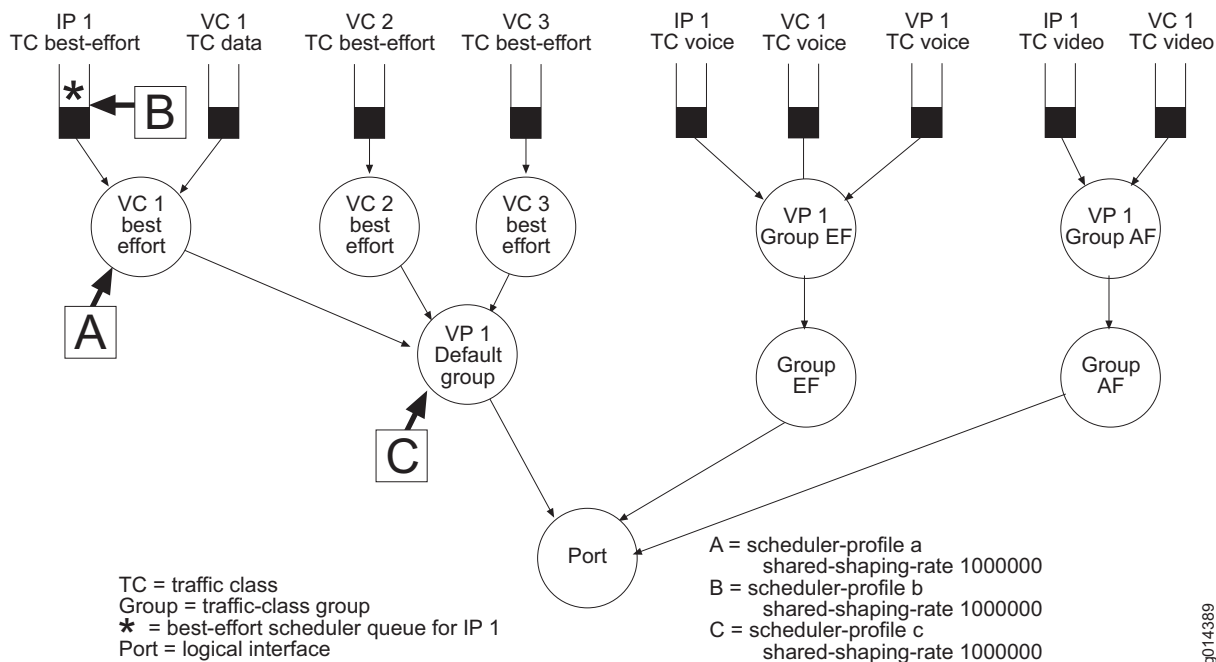 IP 1
TC best-effort
VC 1
TC data
VC 2
TC best-effort
VC 3
TC best-effort
IP 1
TC voice
VC 1
TC voice
VP 1
TC voice
IP 1
TC video
VC 1
TC video
*
B
VC 1
best
effort
VC 2
best
effort
VC 3
best
effort
VP 1
Group EF
VP 1
Group AF
A
VP 1
Default
group
Group
EF
Group
AF
C
Port
TC = traffic class
Group = traffic-class group
* = best-effort scheduler queue for IP 1
Port = logical interface
A = scheduler-profile a
shared-shaping-rate 1000000
B = scheduler-profile b
shared-shaping-rate 1000000
C = scheduler-profile c
shared-shaping-rate 1000000
g014389